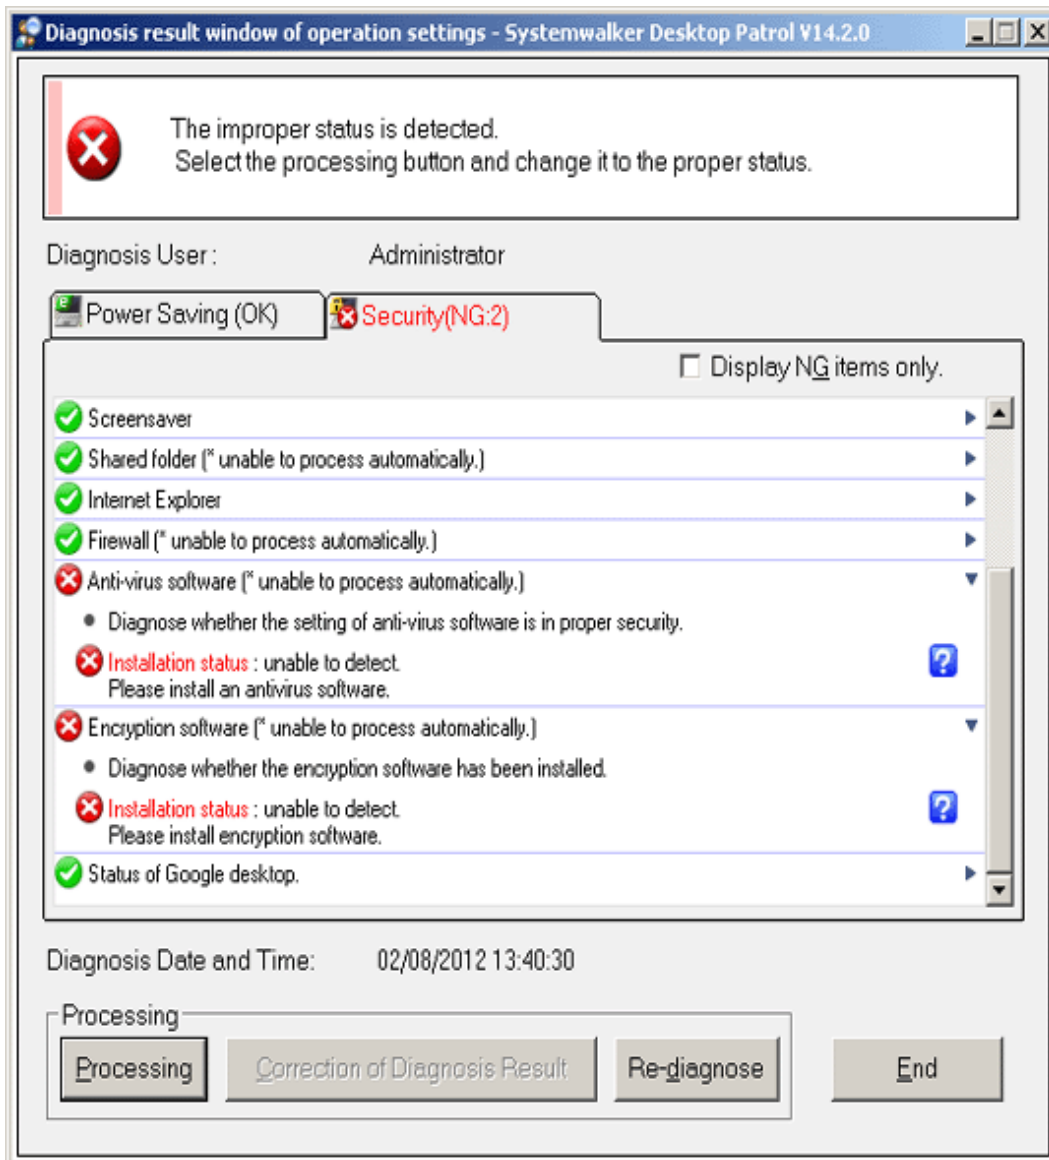 Diagnosis result window of operation settings - Systemwalker Desktop Patrol V14.2.0
The improper status is detected.
Select the processing button and change it to the proper status.
Diagnosis User : Administrator
Power Saving (OK) Security(NG:2)
Display NG items only.
Screensaver
Shared folder (* unable to process automatically.)
Internet Explorer
Firewall (* unable to process automatically.)
Anti-virus software (* unable to process automatically.)
• Diagnose whether the setting of anti-virus software is in proper security.
Installation status : unable to detect.
Please install an antivirus software.
Encryption software (* unable to process automatically.)
• Diagnose whether the encryption software has been installed.
Installation status : unable to detect.
Please install encryption software.
Status of Google desktop.
Diagnosis Date and Time: 02/08/2012 13:40:30
Processing
Processing Correction of Diagnosis Result Re-diagnose End